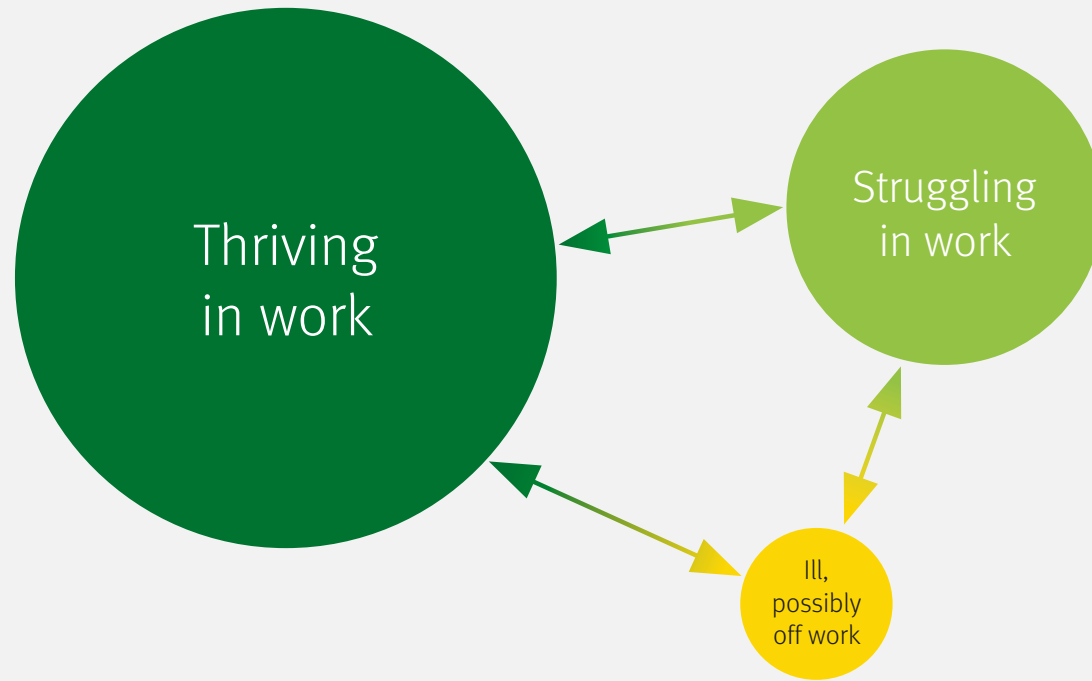 Thriving
in work
Struggling
in work
Ill,
possibly
off work